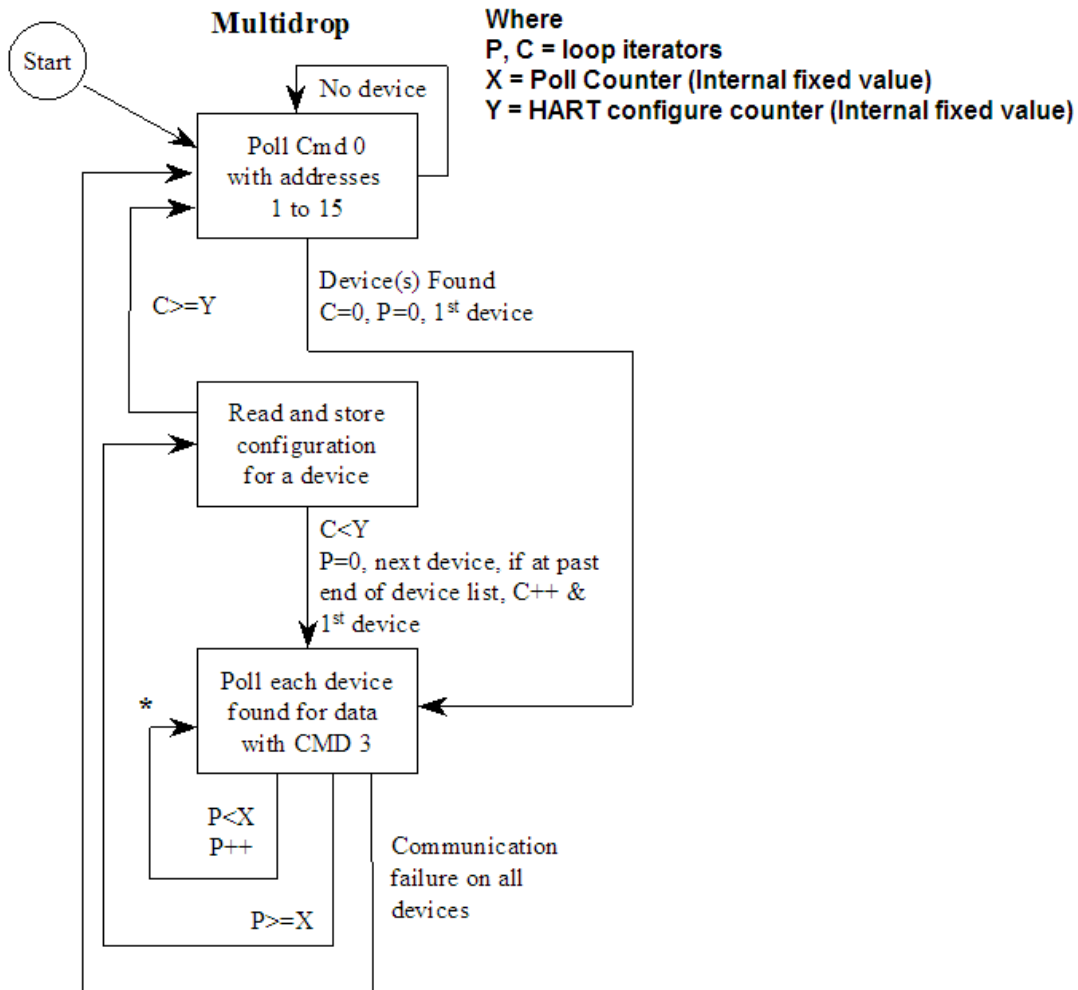 Multidrop
Where
P, C = loop iterators
X = Poll Counter (Internal fixed value)
Y = HART configure counter (Internal fixed value)
Start
No device
Poll Cmd 0
with addresses
1 to 15
Device(s) Found
C=0, P=0, 1st device
C>=Y
Read and store
configuration
for a device
C<Y
P=0, next device, if at past
end of device list, C++ &
1st device
Poll each device
found for data
with CMD 3
*
P<X
P++
Communication
failure on all
devices
P>=X